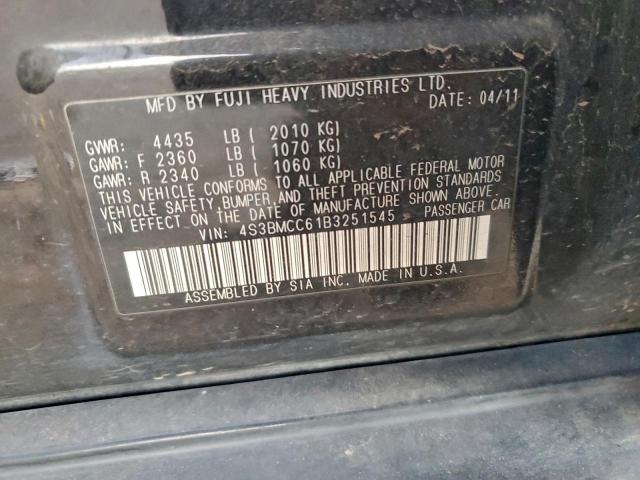 MFD BY FUJI HEAVY INDUSTRIES LTD.
DATE: 04/11
GVWR: 4435 LB ( 2010 KG)
GAWR: F 2360 LB ( 1070 KG)
GAWR: R 2340 LB ( 1060 KG)
THIS VEHICLE CONFORMS TO ALL APPLICABLE FEDERAL MOTOR
VEHICLE SAFETY, BUMPER, AND THEFT PREVENTION STANDARDS
IN EFFECT ON THE DATE OF MANUFACTURE SHOWN ABOVE.
VIN: 4S3BMCC61B3251545 PASSENGER CAR
ASSEMBLED BY SIA INC. MADE IN U.S.A.